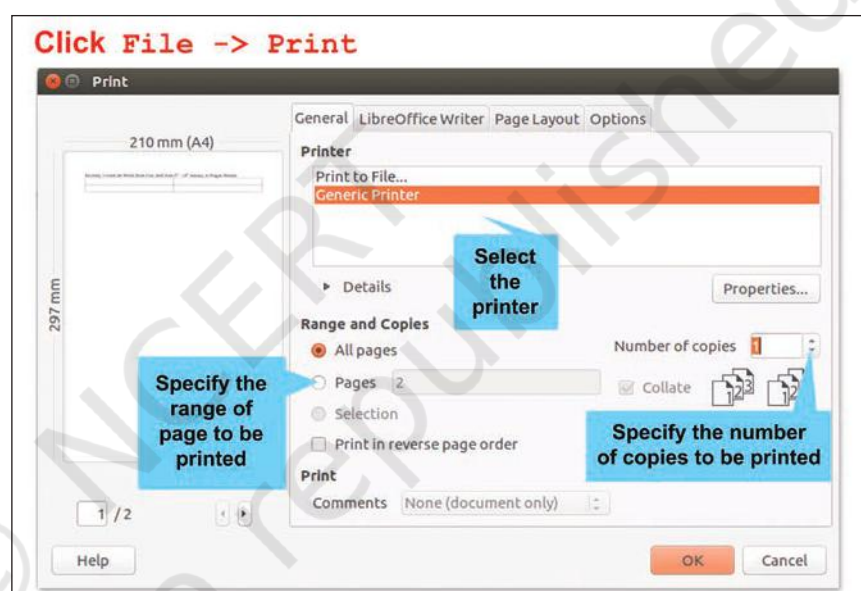 Click File -> Print
Print
General LibreOffice Writer Page Layout Options
210 mm (A4)
297 mm
Printer
Print to File...
Generic Printer
Select
the
printer
Details
Properties...
Range and Copies
All pages
Number of copies 1
Pages 2
Collate
Selection
Print in reverse page order
Specify the
range of
page to be
printed
Specify the number
of copies to be printed
Print
Comments None (document only)
1 / 2
Help
OK Cancel
© NCERT
republished